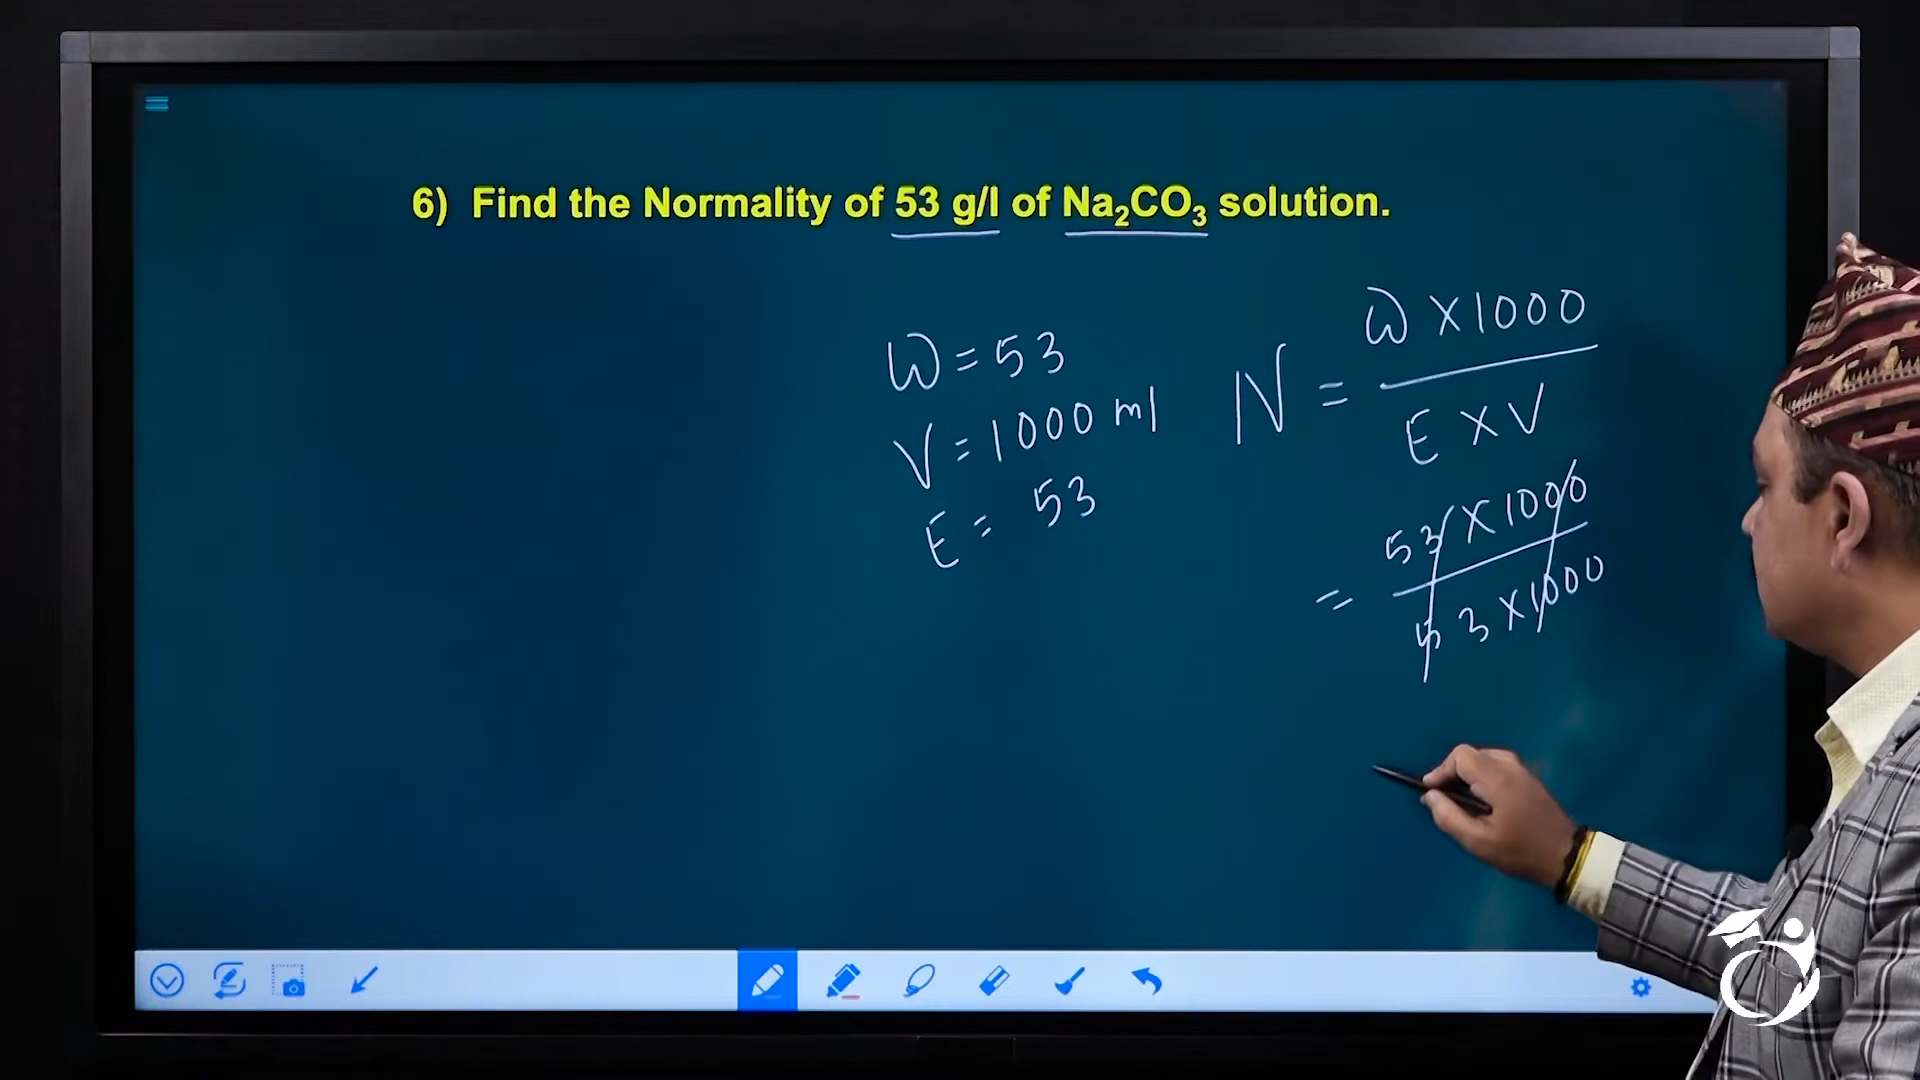 6) Find the Normality of 53 g/l of Na₂CO₃ solution.
W = 53
V = 1000 ml
E = 53
N = W X 1000 / E X V
= 53 X 1000 / 53 X 1000